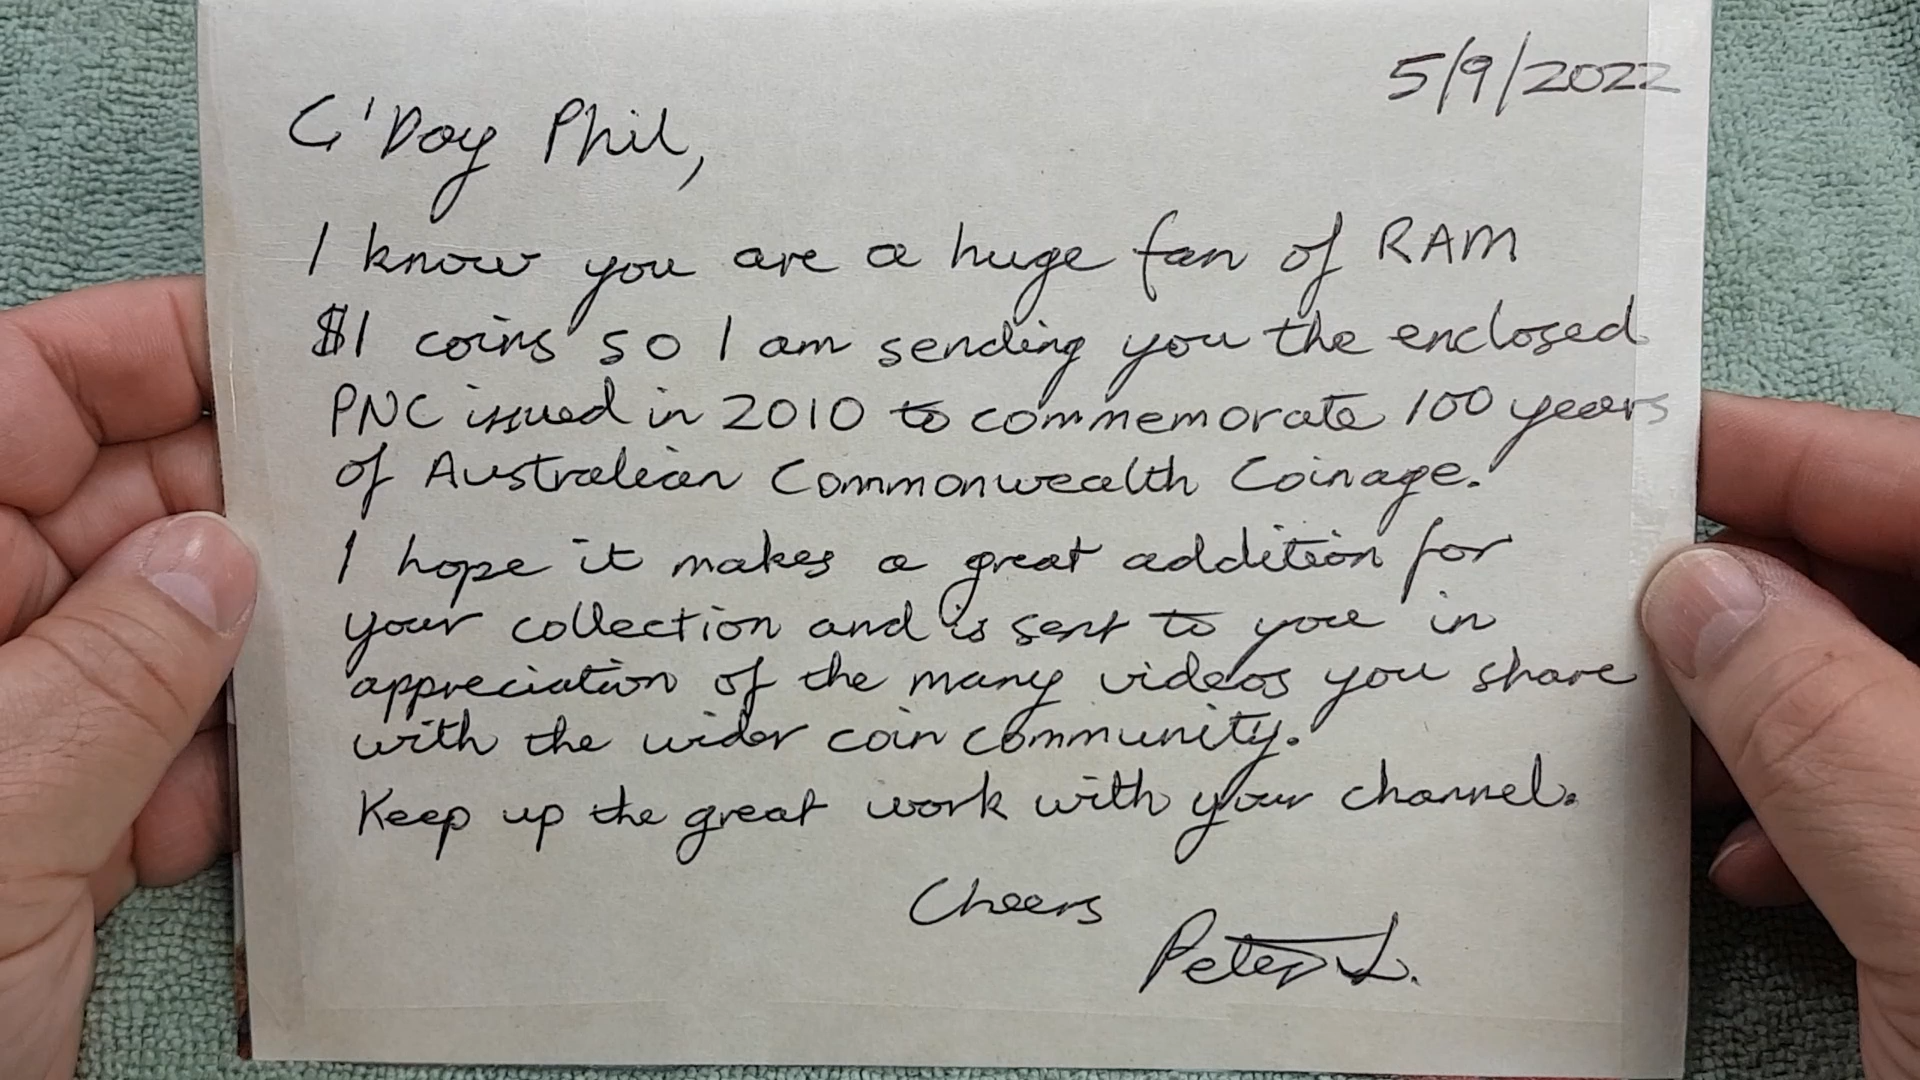 5/9/2022
G'Day Phil,
I know you are a huge fan of RAM
$1 coins so I am sending you the enclosed
PNC issued in 2010 to commemorate 100 years
of Australian Commonwealth Coinage.
I hope it makes a great addition for
your collection and is sent to you in
appreciation of the many videos you share
with the wider coin community.
Keep up the great work with your channel.
Cheers
Peter L.